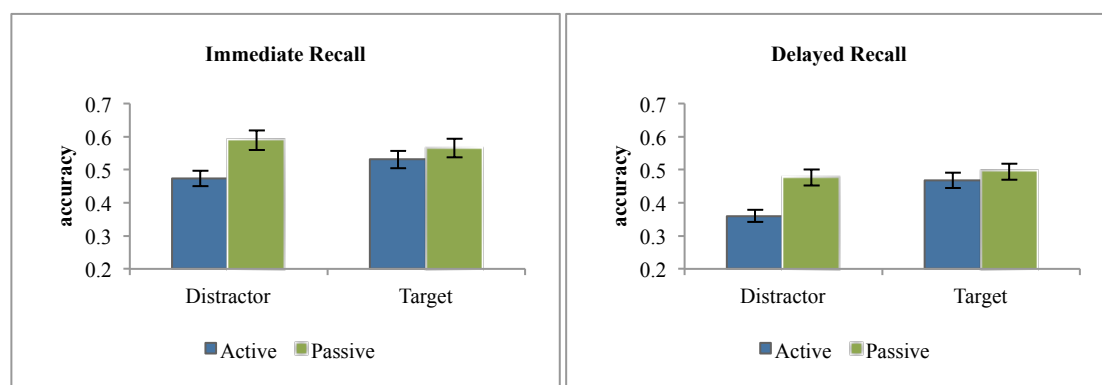 Immediate Recall
accuracy
0.7
0.6
0.5
0.4
0.3
0.2
Distractor Target
Active Passive
Delayed Recall
accuracy
0.7
0.6
0.5
0.4
0.3
0.2
Distractor Target
Active Passive